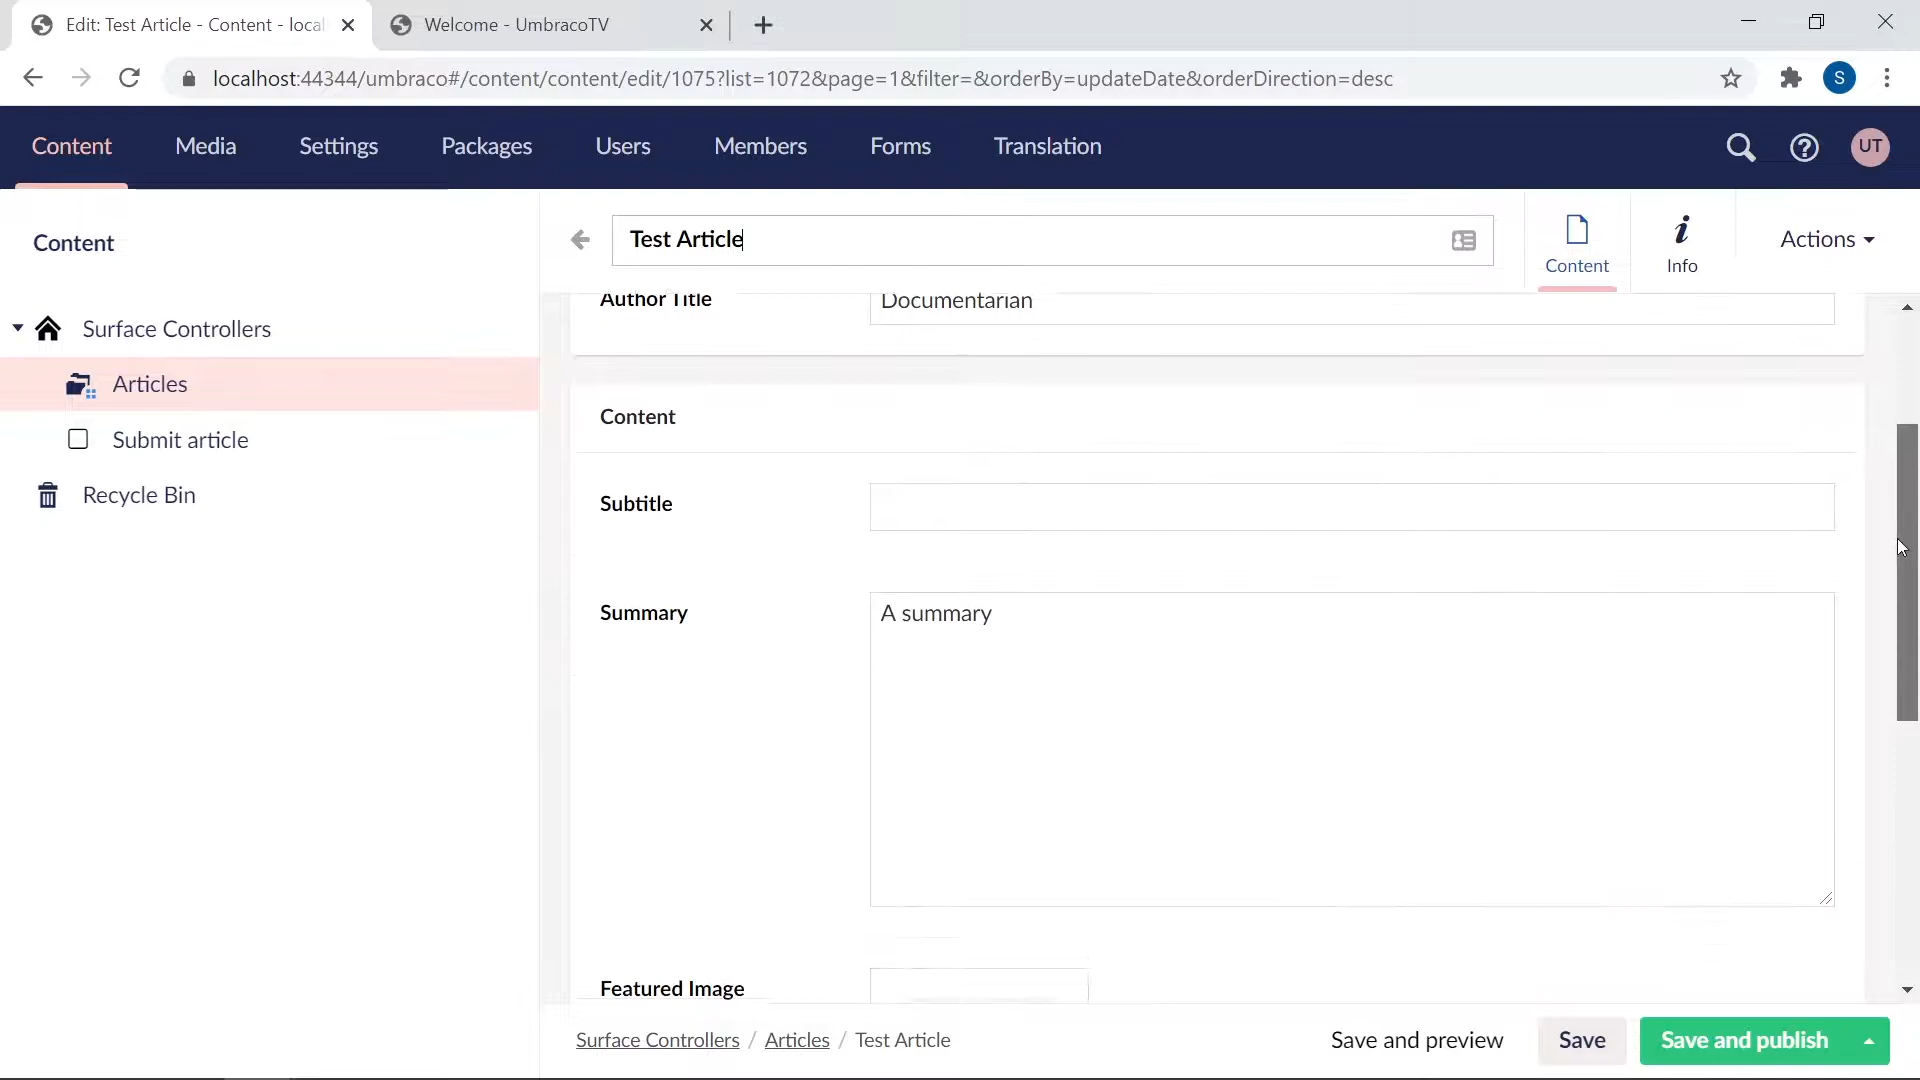 Edit: Test Article - Content - local
Welcome - UmbracoTV
localhost:44344/umbraco#/content/content/edit/1075?list=1072&page=1&filter=&orderBy=updateDate&orderDirection=desc
S
Content
Media
Settings
Packages
Users
Members
Forms
Translation
UT
Content
Test Article
Content
Info
Actions
Surface Controllers
Articles
Submit article
Recycle Bin
Author Title
Documentarian
Content
Subtitle
Summary
A summary
Featured Image
Surface Controllers / Articles / Test Article
Save and preview
Save
Save and publish